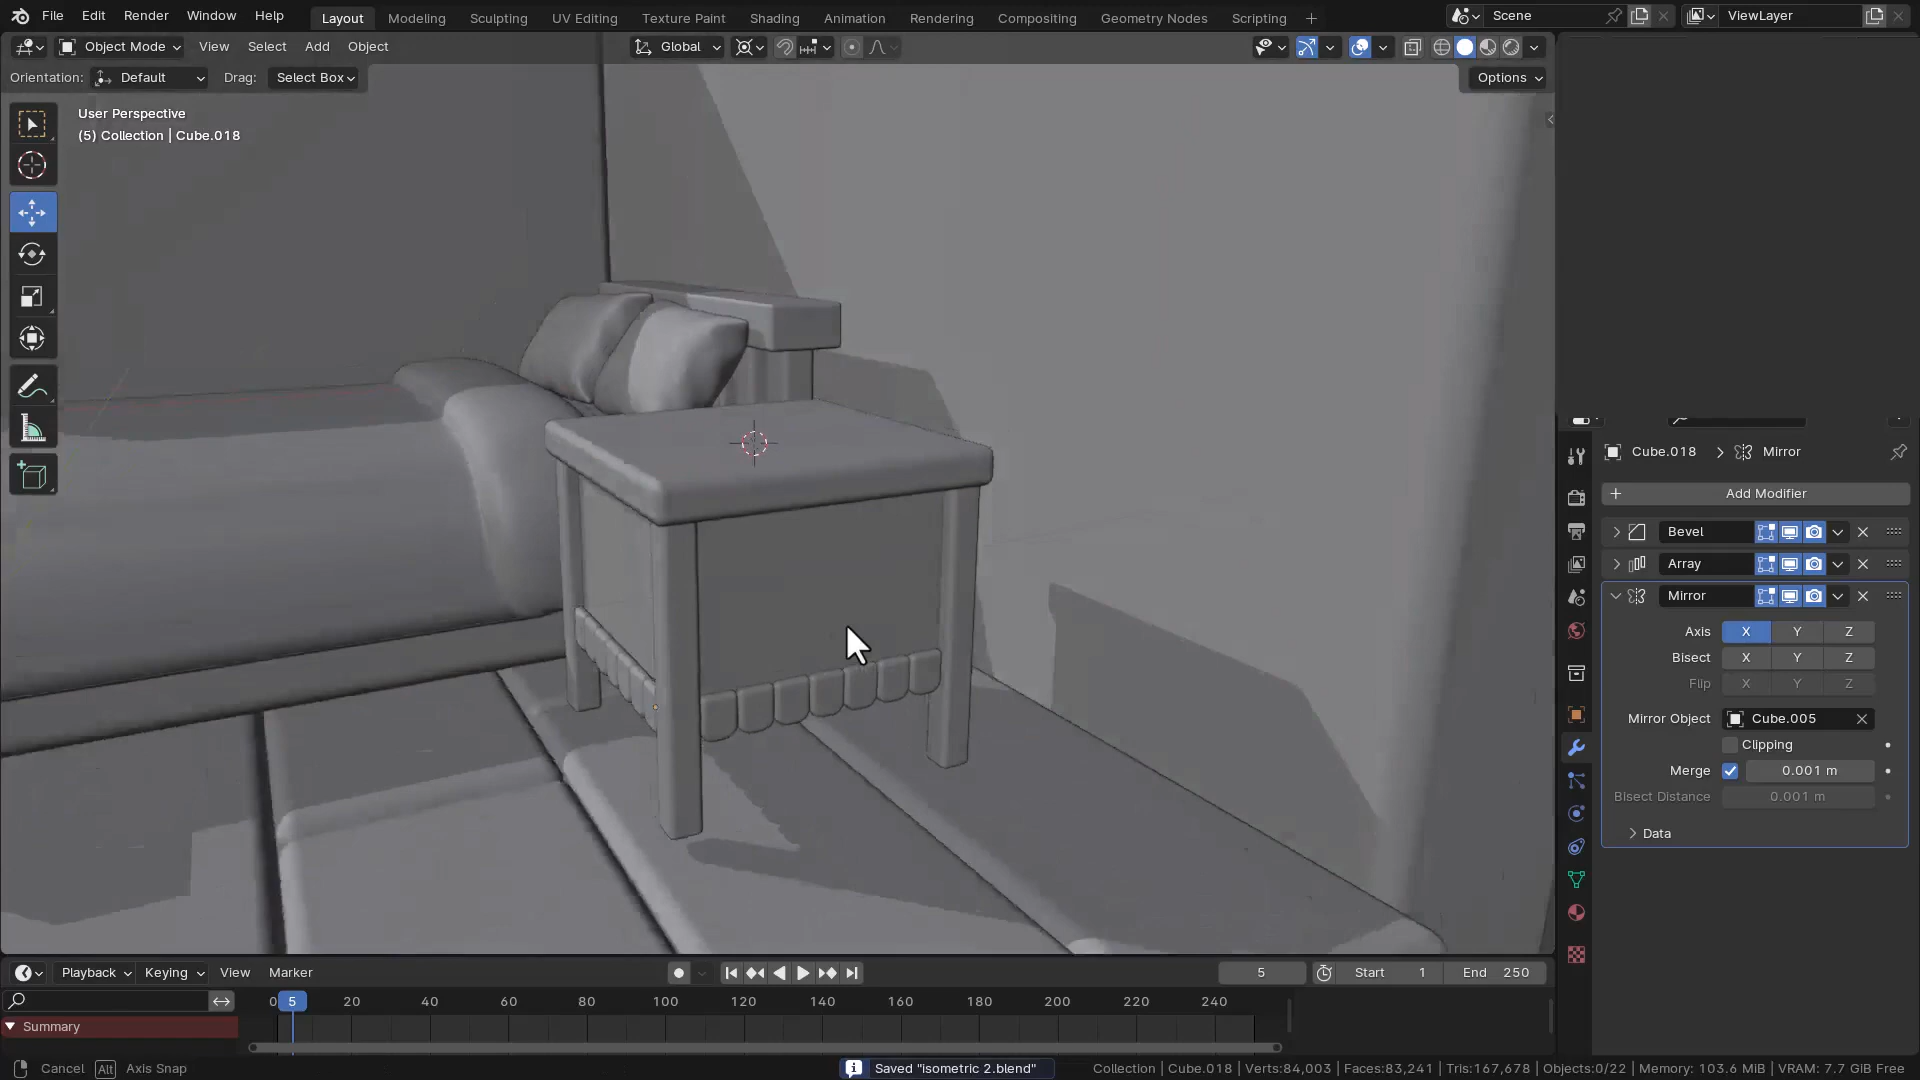 File Edit Render Window Help Layout Modeling Sculpting UV Editing Texture Paint Shading Animation Rendering Compositing Geometry Nodes Scripting Scene ViewLayer
Object Mode View Select Add Object Global
Orientation: Default Drag: Select Box Options
User Perspective
(5) Collection | Cube.018
Cube.018 Mirror
Add Modifier
Bevel
Array
Mirror
Axis X Y Z
Bisect X Y Z
Flip X Y Z
Mirror Object Cube.005
Clipping
Merge 0.001 m
Bisect Distance 0.001 m
Data
Playback Keying View Marker 5 Start 1 End 250
0 5 20 40 60 80 100 120 140 160 180 200 220 240
Summary
Cancel Alt Axis Snap Saved "isometric 2.blend" Collection | Cube.018 | Verts:84,003 | Faces:83,241 | Tris:167,678 | Objects:0/22 | Memory: 103.6 MiB | VRAM: 7.7 GiB Free